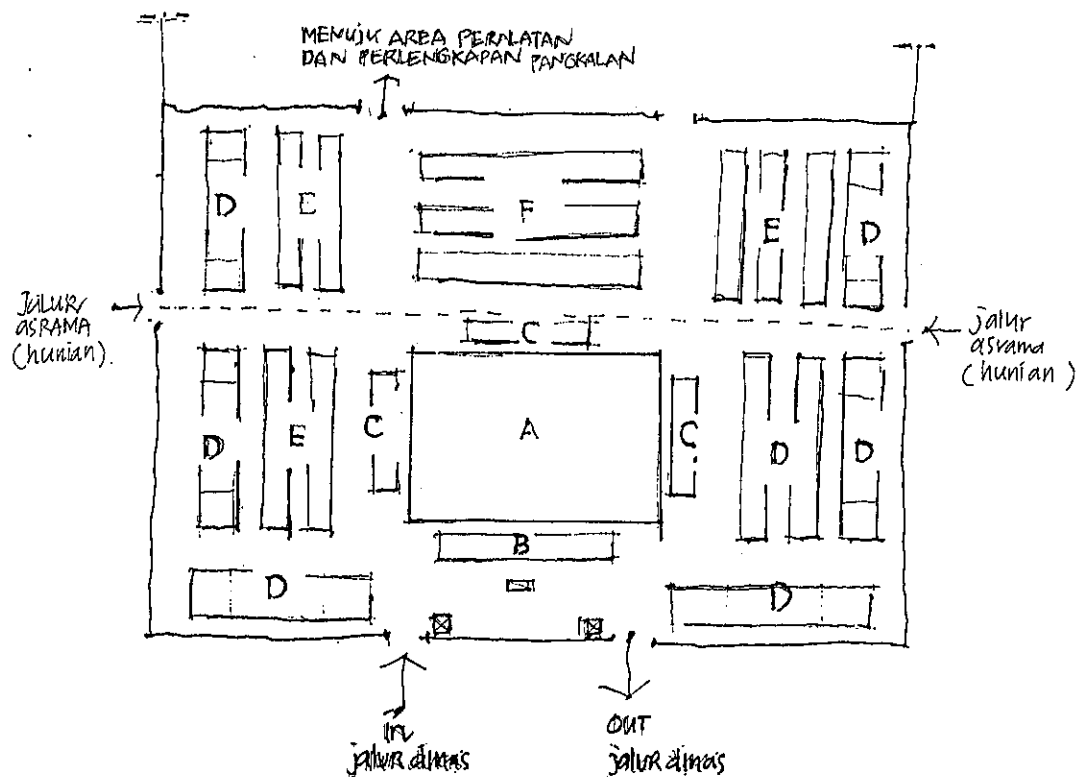 MENUJU AREA PERALATAN
DAN PERLENGKAPAN PANGKALAN
D E F E D
JALUR
ASRAMA
(hunian).
C
jalur
asrama
(hunian)
D E C A C D D
B
D D
IN
jalur dinas
OUT
jalur dinas